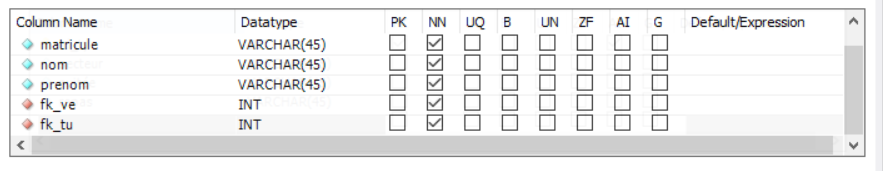 Column Name Datatype PK NN UQ B UN ZF AI G Default/Expression
matricule VARCHAR(45)
nom VARCHAR(45)
prenom VARCHAR(45)
fk_ve INT
fk_tu INT